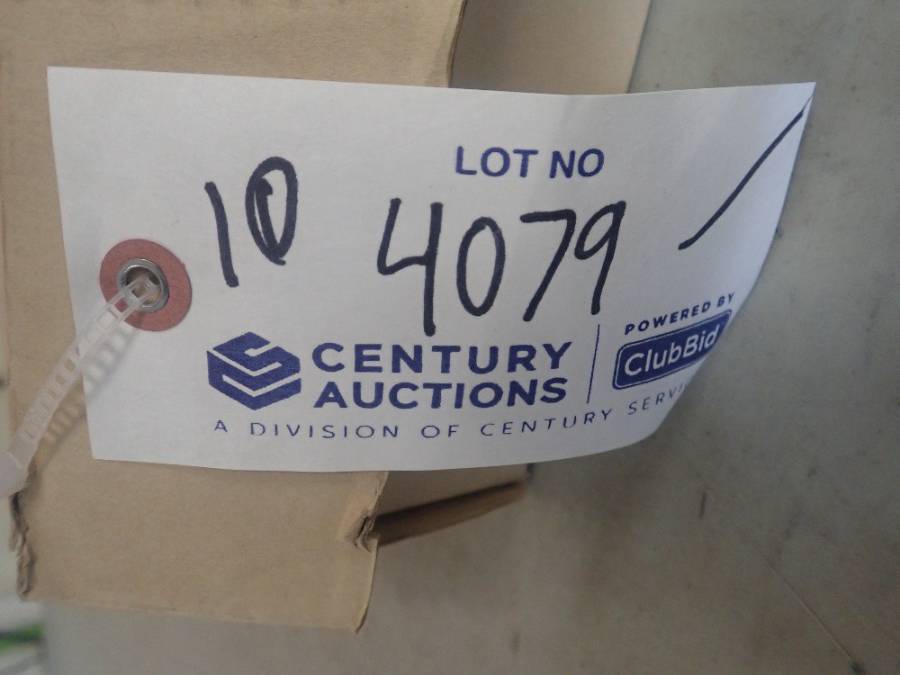 LOT NO
10 4079
CENTURY
AUCTIONS
POWERED BY
ClubBid
A DIVISION OF CENTURY